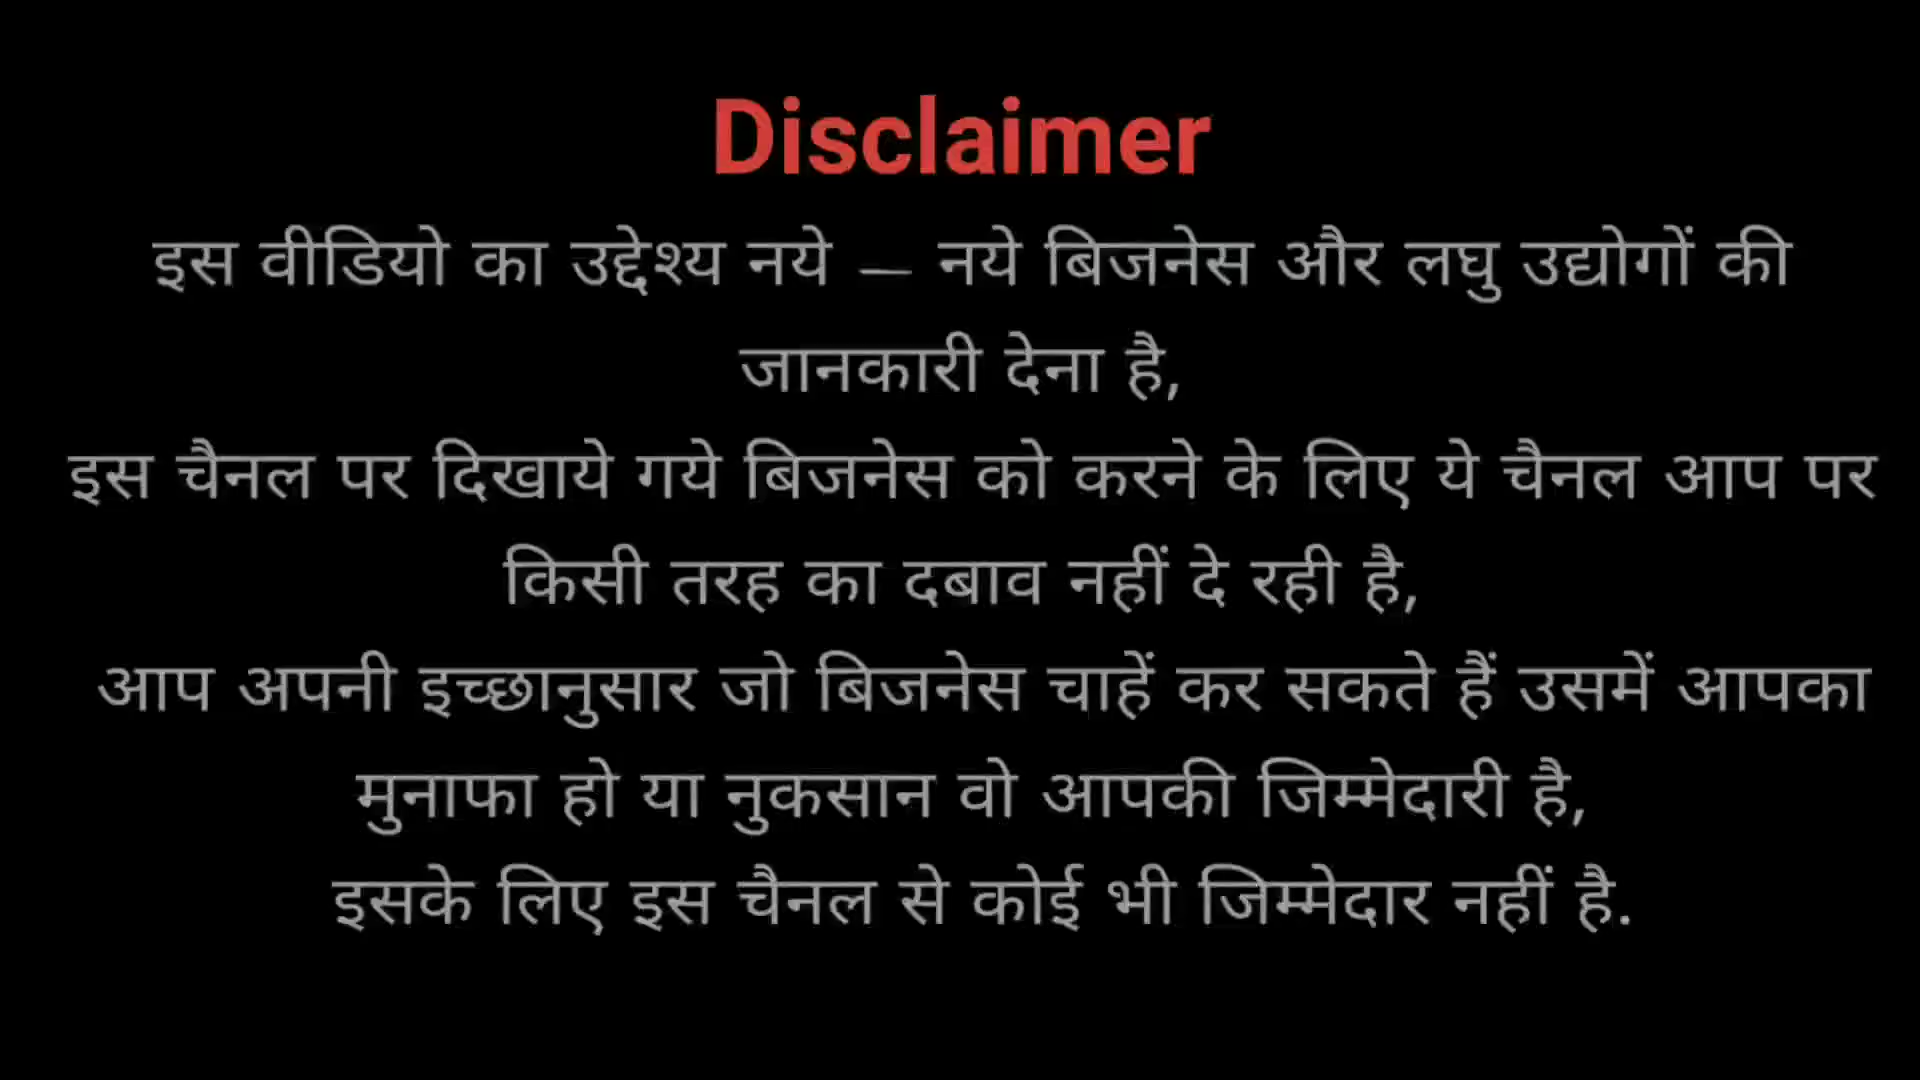 Disclaimer
इस वीडियो का उद्देश्य नये – नये बिजनेस और लघु उद्योगों की
जानकारी देना है,
इस चैनल पर दिखाये गये बिजनेस को करने के लिए ये चैनल आप पर
किसी तरह का दबाव नहीं दे रही है,
आप अपनी इच्छानुसार जो बिजनेस चाहें कर सकते हैं उसमें आपका
मुनाफा हो या नुकसान वो आपकी जिम्मेदारी है,
इसके लिए इस चैनल से कोई भी जिम्मेदार नहीं है.